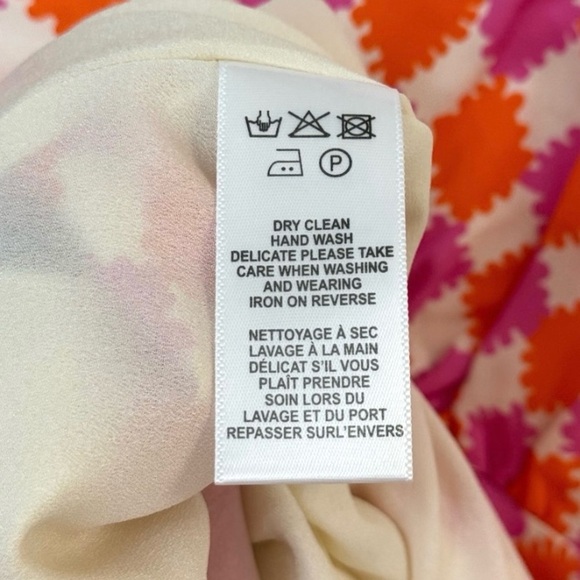 P
DRY CLEAN
HAND WASH
DELICATE PLEASE TAKE
CARE WHEN WASHING
AND WEARING
IRON ON REVERSE
NETTOYAGE À SEC
LAVAGE À LA MAIN
DÉLICAT S'IL VOUS
PLAÎT PRENDRE
SOIN LORS DU
LAVAGE ET DU PORT
REPASSER SURL'ENVERS